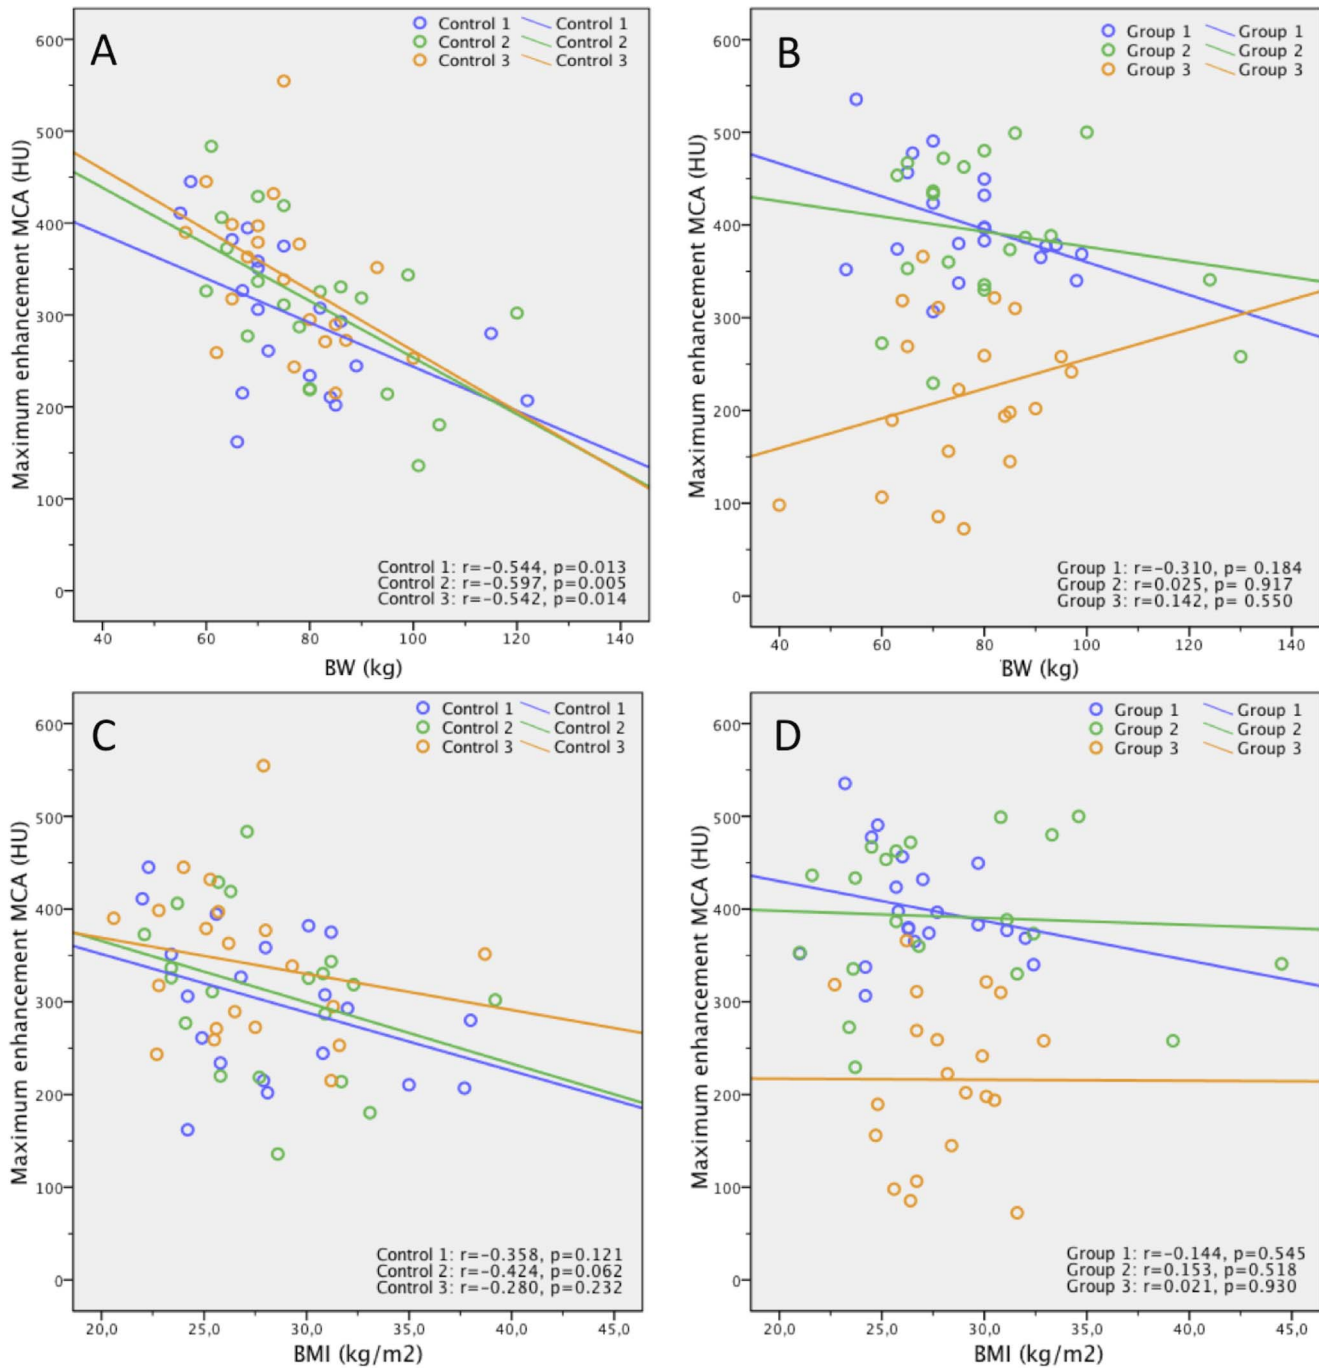 A
Control 1 Control 1
Control 2 Control 2
Control 3 Control 3
600
500
400
300
200
100
0
Maximum enhancement MCA (HU)
Control 1: r=-0.544, p=0.013
Control 2: r=-0.597, p=0.005
Control 3: r=-0.542, p=0.014
40 60 80 100 120 140
BW (kg)
B
Group 1 Group 1
Group 2 Group 2
Group 3 Group 3
600
500
400
300
200
100
0
Maximum enhancement MCA (HU)
Group 1: r=-0.310, p= 0.184
Group 2: r=0.025, p= 0.917
Group 3: r=0.142, p= 0.550
40 60 80 100 120 140
BW (kg)
C
Control 1 Control 1
Control 2 Control 2
Control 3 Control 3
600
500
400
300
200
100
0
Maximum enhancement MCA (HU)
Control 1: r=-0.358, p=0.121
Control 2: r=-0.424, p=0.062
Control 3: r=-0.280, p=0.232
20,0 25,0 30,0 35,0 40,0 45,0
BMI (kg/m2)
D
Group 1 Group 1
Group 2 Group 2
Group 3 Group 3
600
500
400
300
200
100
0
Maximum enhancement MCA (HU)
Group 1: r=-0.144, p=0.545
Group 2: r=0.153, p=0.518
Group 3: r=0.021, p=0.930
20,0 25,0 30,0 35,0 40,0 45,0
BMI (kg/m2)